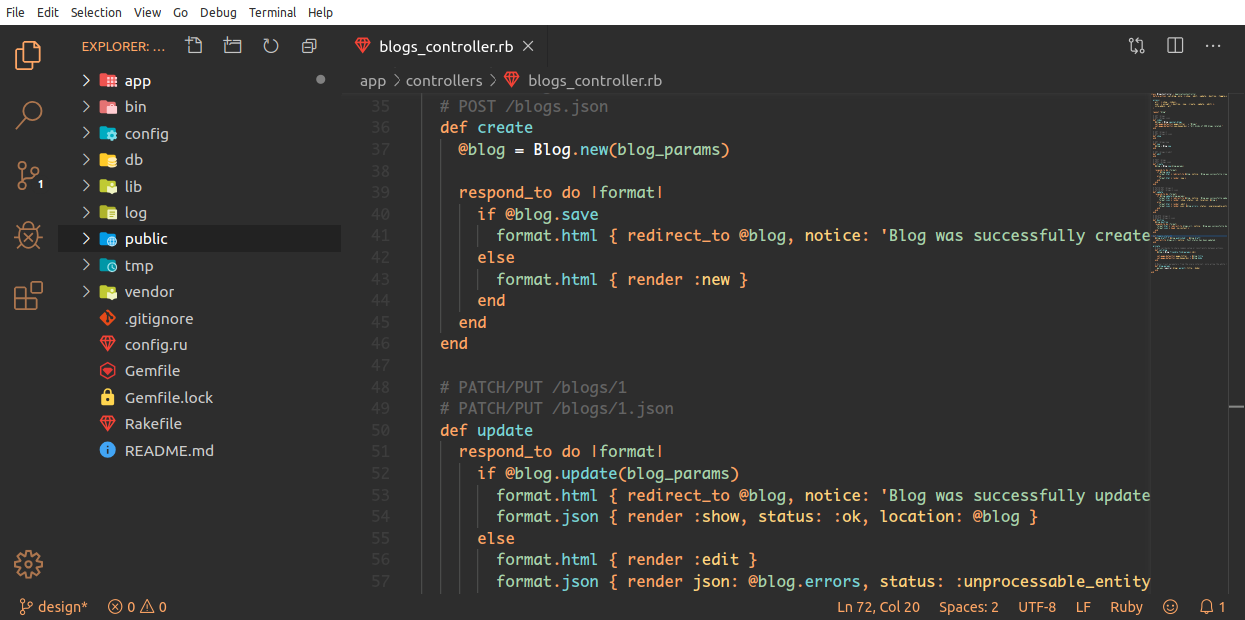 File Edit Selection View Go Debug Terminal Help
EXPLORER: ...
blogs_controller.rb
app
bin
config
db
lib
log
public
tmp
vendor
.gitignore
config.ru
Gemfile
Gemfile.lock
Rakefile
README.md
1
app > controllers > blogs_controller.rb
35 # POST /blogs.json
36 def create
37 @blog = Blog.new(blog_params)
38
39 respond_to do |format|
40 if @blog.save
41 format.html { redirect_to @blog, notice: 'Blog was successfully create
42 else
43 format.html { render :new }
44 end
45 end
46 end
47
48 # PATCH/PUT /blogs/1
49 # PATCH/PUT /blogs/1.json
50 def update
51 respond_to do |format|
52 if @blog.update(blog_params)
53 format.html { redirect_to @blog, notice: 'Blog was successfully update
54 format.json { render :show, status: :ok, location: @blog }
55 else
56 format.html { render :edit }
57 format.json { render json: @blog.errors, status: :unprocessable_entity
design* 0 0 Ln 72, Col 20 Spaces: 2 UTF-8 LF Ruby 1